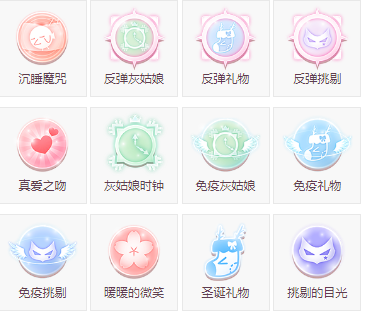 沉睡魔咒 反弹灰姑娘 反弹礼物 反弹挑剔
真爱之吻 灰姑娘时钟 免疫灰姑娘 免疫礼物
免疫挑剔 暖暖的微笑 圣诞礼物 挑剔的目光